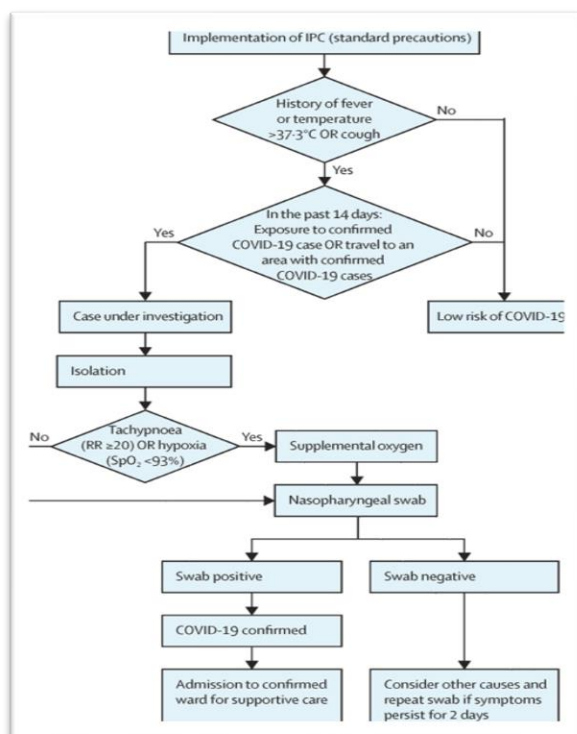 Implementation of IPC (standard precautions)
History of fever
or temperature
>37·3°C OR cough
No
Yes
In the past 14 days:
Exposure to confirmed
COVID-19 case OR travel to an
area with confirmed
COVID-19 cases
Yes
No
Case under investigation
Low risk of COVID-19
Isolation
Tachypnoea
(RR ≥20) OR hypoxia
(SpO₂ <93%)
No
Yes
Supplemental oxygen
Nasopharyngeal swab
Swab positive
Swab negative
COVID-19 confirmed
Admission to confirmed
ward for supportive care
Consider other causes and
repeat swab if symptoms
persist for 2 days